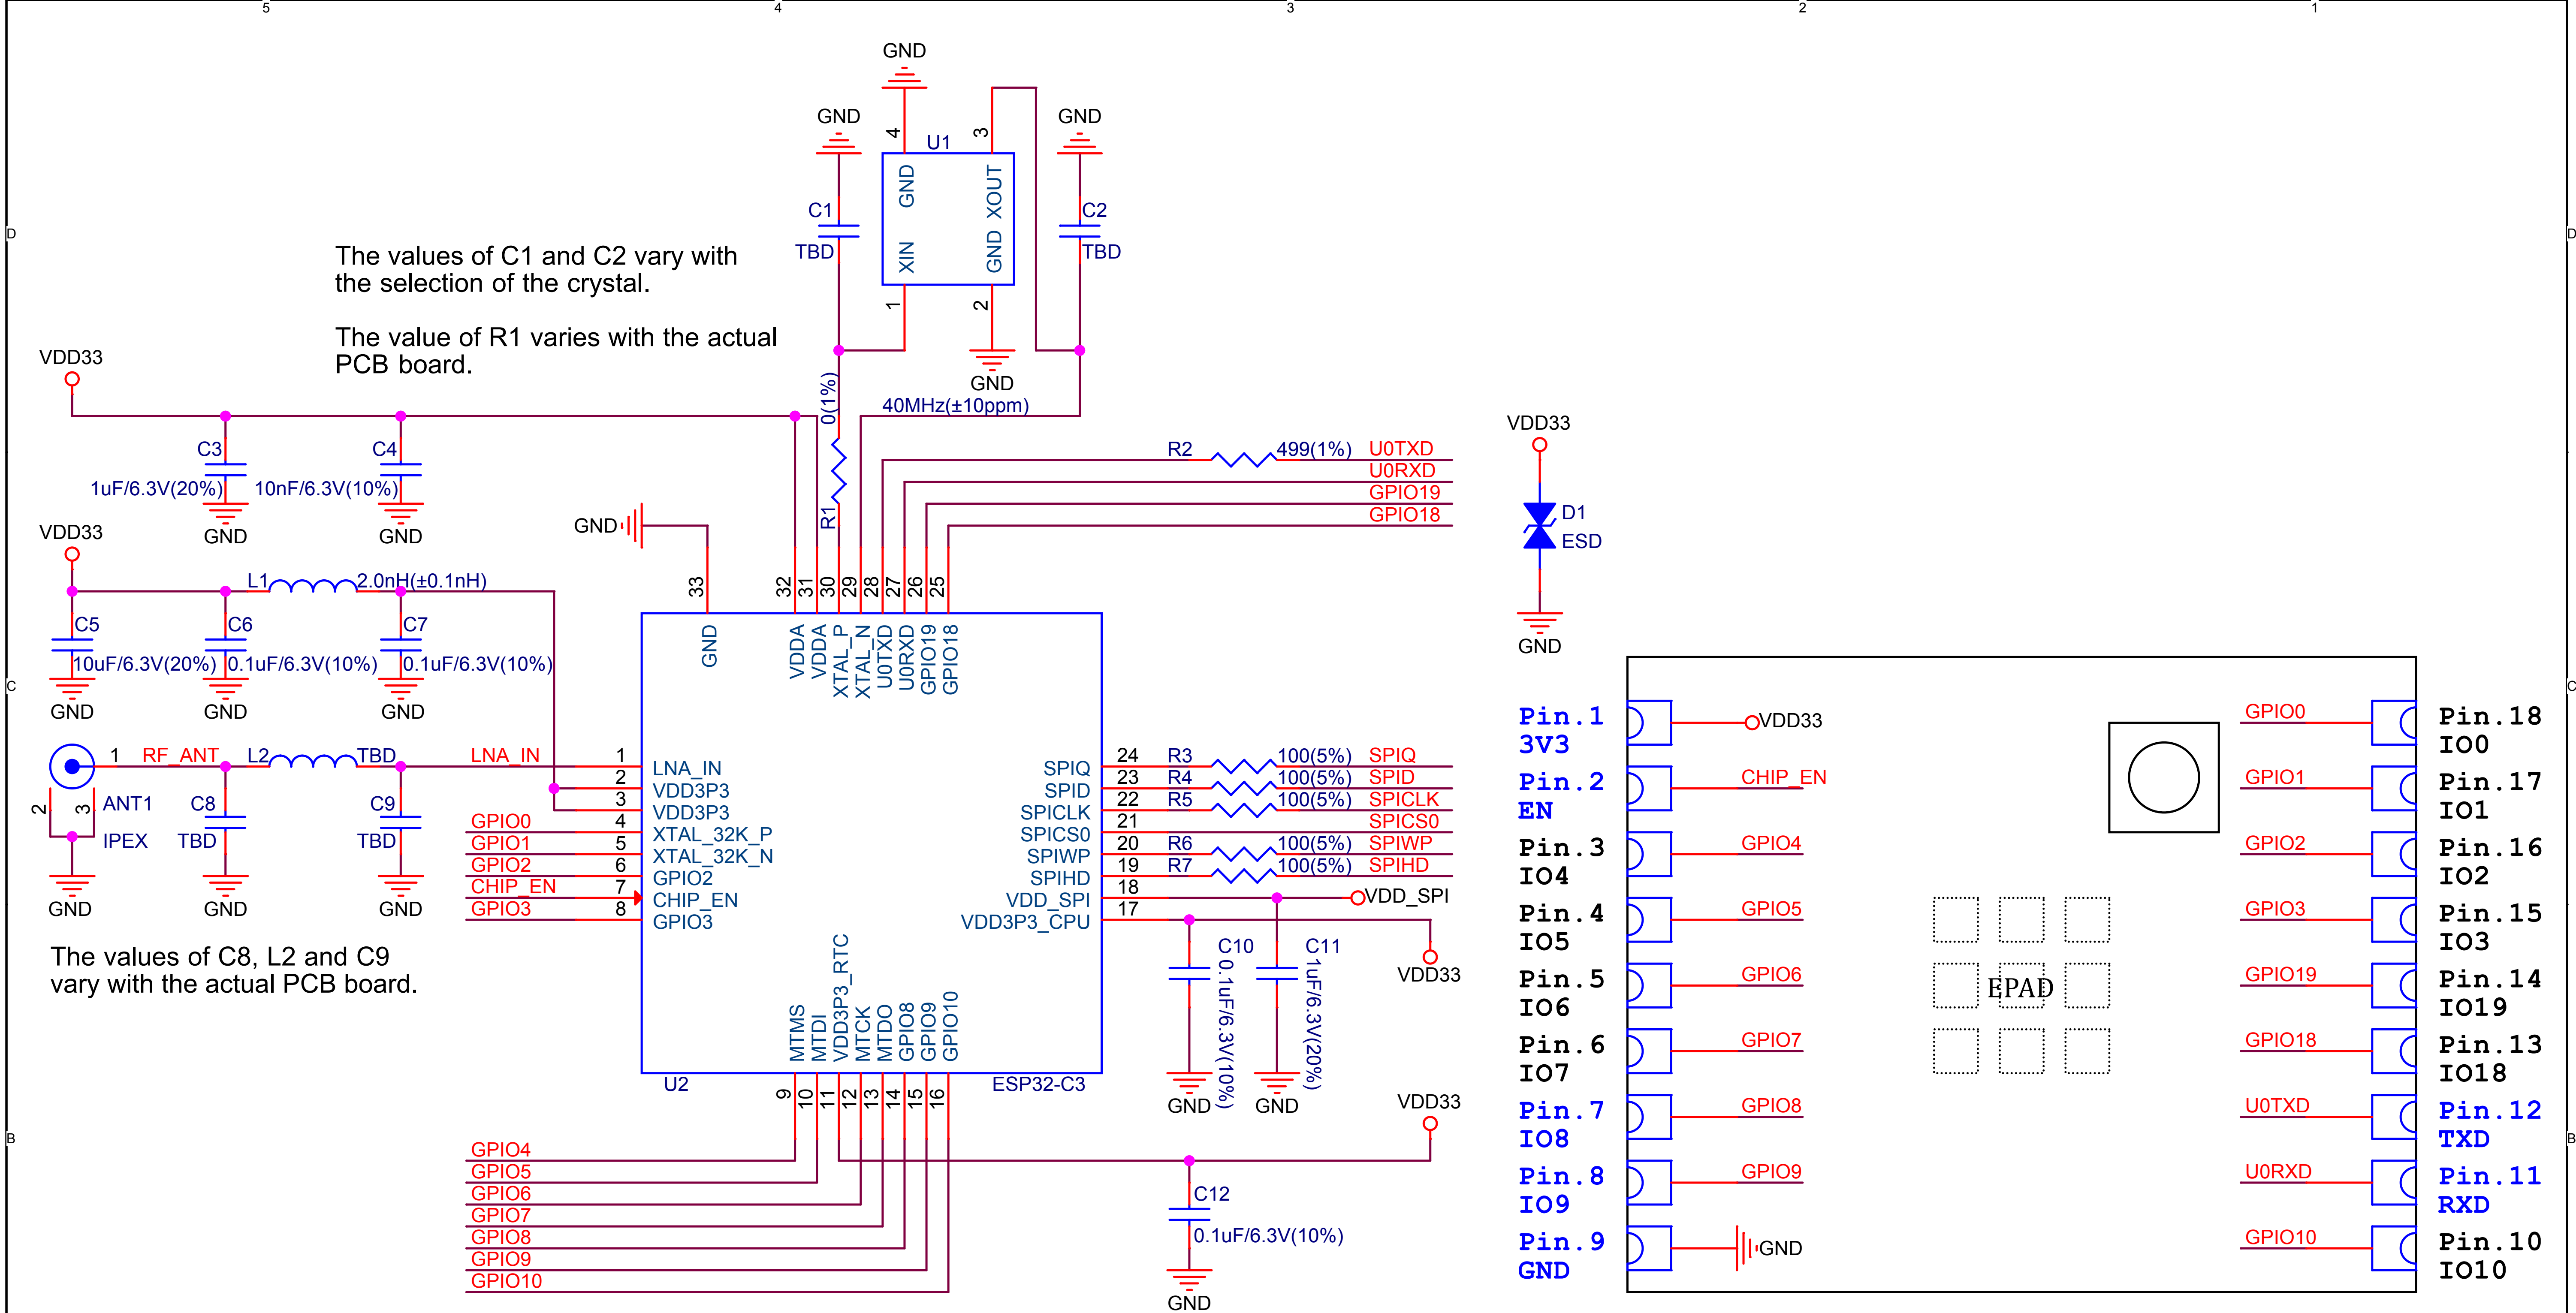 5
4
3
2
1
D
D
C
C
B
B
GND
GND
GND
4
3
U1
GND
XOUT
XIN
GND
1
2
C1
TBD
C2
TBD
GND
The values of C1 and C2 vary with
the selection of the crystal.
The value of R1 varies with the actual
PCB board.
0(1%)
R1
40MHz(±10ppm)
VDD33
C3
1uF/6.3V(20%)
GND
C4
10nF/6.3V(10%)
GND
VDD33
L1
2.0nH(±0.1nH)
C5
10uF/6.3V(20%)
GND
C6
0.1uF/6.3V(10%)
GND
C7
0.1uF/6.3V(10%)
GND
1
RF_ANT
L2
TBD
LNA_IN
2
3
ANT1
IPEX
GND
C8
TBD
GND
C9
TBD
GND
The values of C8, L2 and C9
vary with the actual PCB board.
GND
R2
499(1%)
U0TXD
U0RXD
GPIO19
GPIO18
33
32
31
30
29
28
27
26
25
GND
VDDA
VDDA
XTAL_P
XTAL_N
U0TXD
U0RXD
GPIO19
GPIO18
1
LNA_IN
2
VDD3P3
3
VDD3P3
GPIO0
4
XTAL_32K_P
GPIO1
5
XTAL_32K_N
GPIO2
6
GPIO2
CHIP_EN
7
CHIP_EN
GPIO3
8
GPIO3
SPIQ
24
R3
100(5%)
SPIQ
SPID
23
R4
100(5%)
SPID
SPICLK
22
R5
100(5%)
SPICLK
SPICS0
21
SPICS0
SPIWP
20
R6
100(5%)
SPIWP
SPIHD
19
R7
100(5%)
SPIHD
VDD_SPI
18
VDD_SPI
VDD3P3_CPU
17
VDD33
C10
0.1uF/6.3V(10%)
GND
C11
1uF/6.3V(20%)
GND
MTMS
MTDI
VDD3P3_RTC
MTCK
MTDO
GPIO8
GPIO9
GPIO10
U2
ESP32-C3
9
10
11
12
13
14
15
16
GPIO4
GPIO5
GPIO6
GPIO7
GPIO8
GPIO9
GPIO10
VDD33
C12
0.1uF/6.3V(10%)
GND
VDD33
D1
ESD
GND
Pin.1
3V3
VDD33
Pin.2
EN
CHIP_EN
Pin.3
IO4
GPIO4
Pin.4
IO5
GPIO5
Pin.5
IO6
GPIO6
Pin.6
IO7
GPIO7
Pin.7
IO8
GPIO8
Pin.8
IO9
GPIO9
Pin.9
GND
GND
EPAD
GPIO0
Pin.18
IO0
GPIO1
Pin.17
IO1
GPIO2
Pin.16
IO2
GPIO3
Pin.15
IO3
GPIO19
Pin.14
IO19
GPIO18
Pin.13
IO18
U0TXD
Pin.12
TXD
U0RXD
Pin.11
RXD
GPIO10
Pin.10
IO10